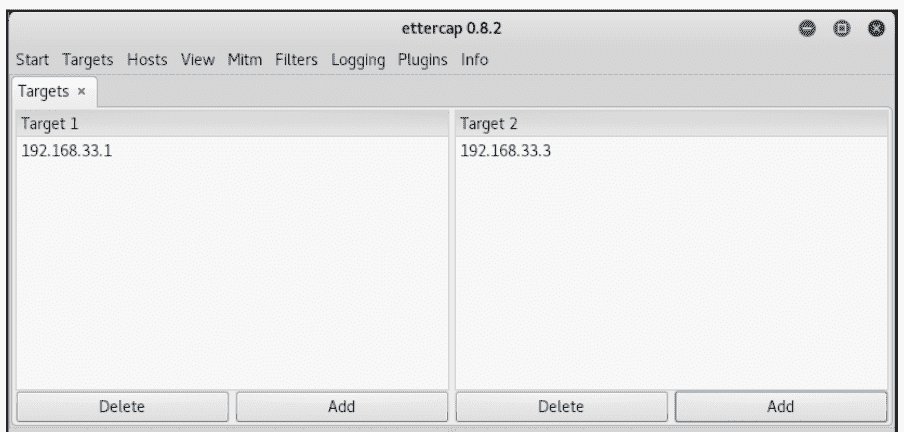 ettercap 0.8.2
Start Targets Hosts View Mitm Filters Logging Plugins Info
Targets ×
Target 1 Target 2
192.168.33.1 192.168.33.3
Delete Add Delete Add